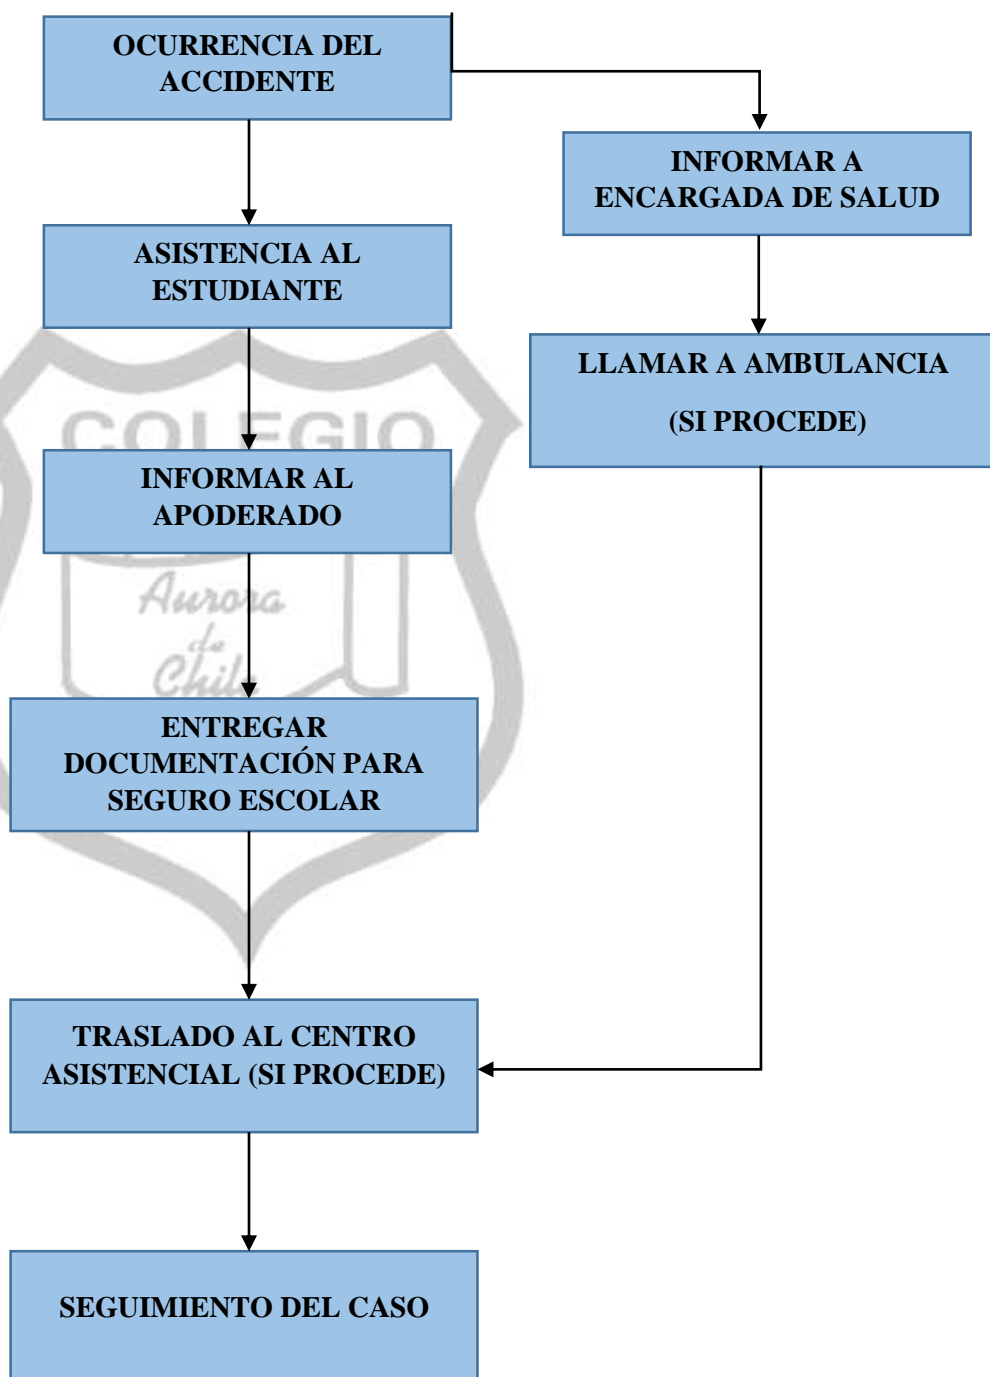 OCURRENCIA DEL
ACCIDENTE
INFORMAR A
ENCARGADA DE SALUD
ASISTENCIA AL
ESTUDIANTE
LLAMAR A AMBULANCIA
(SI PROCEDE)
COLEGIO
INFORMAR AL
APODERADO
Aurora
de
Chile
ENTREGAR
DOCUMENTACIÓN PARA
SEGURO ESCOLAR
TRASLADO AL CENTRO
ASISTENCIAL (SI PROCEDE)
SEGUIMIENTO DEL CASO